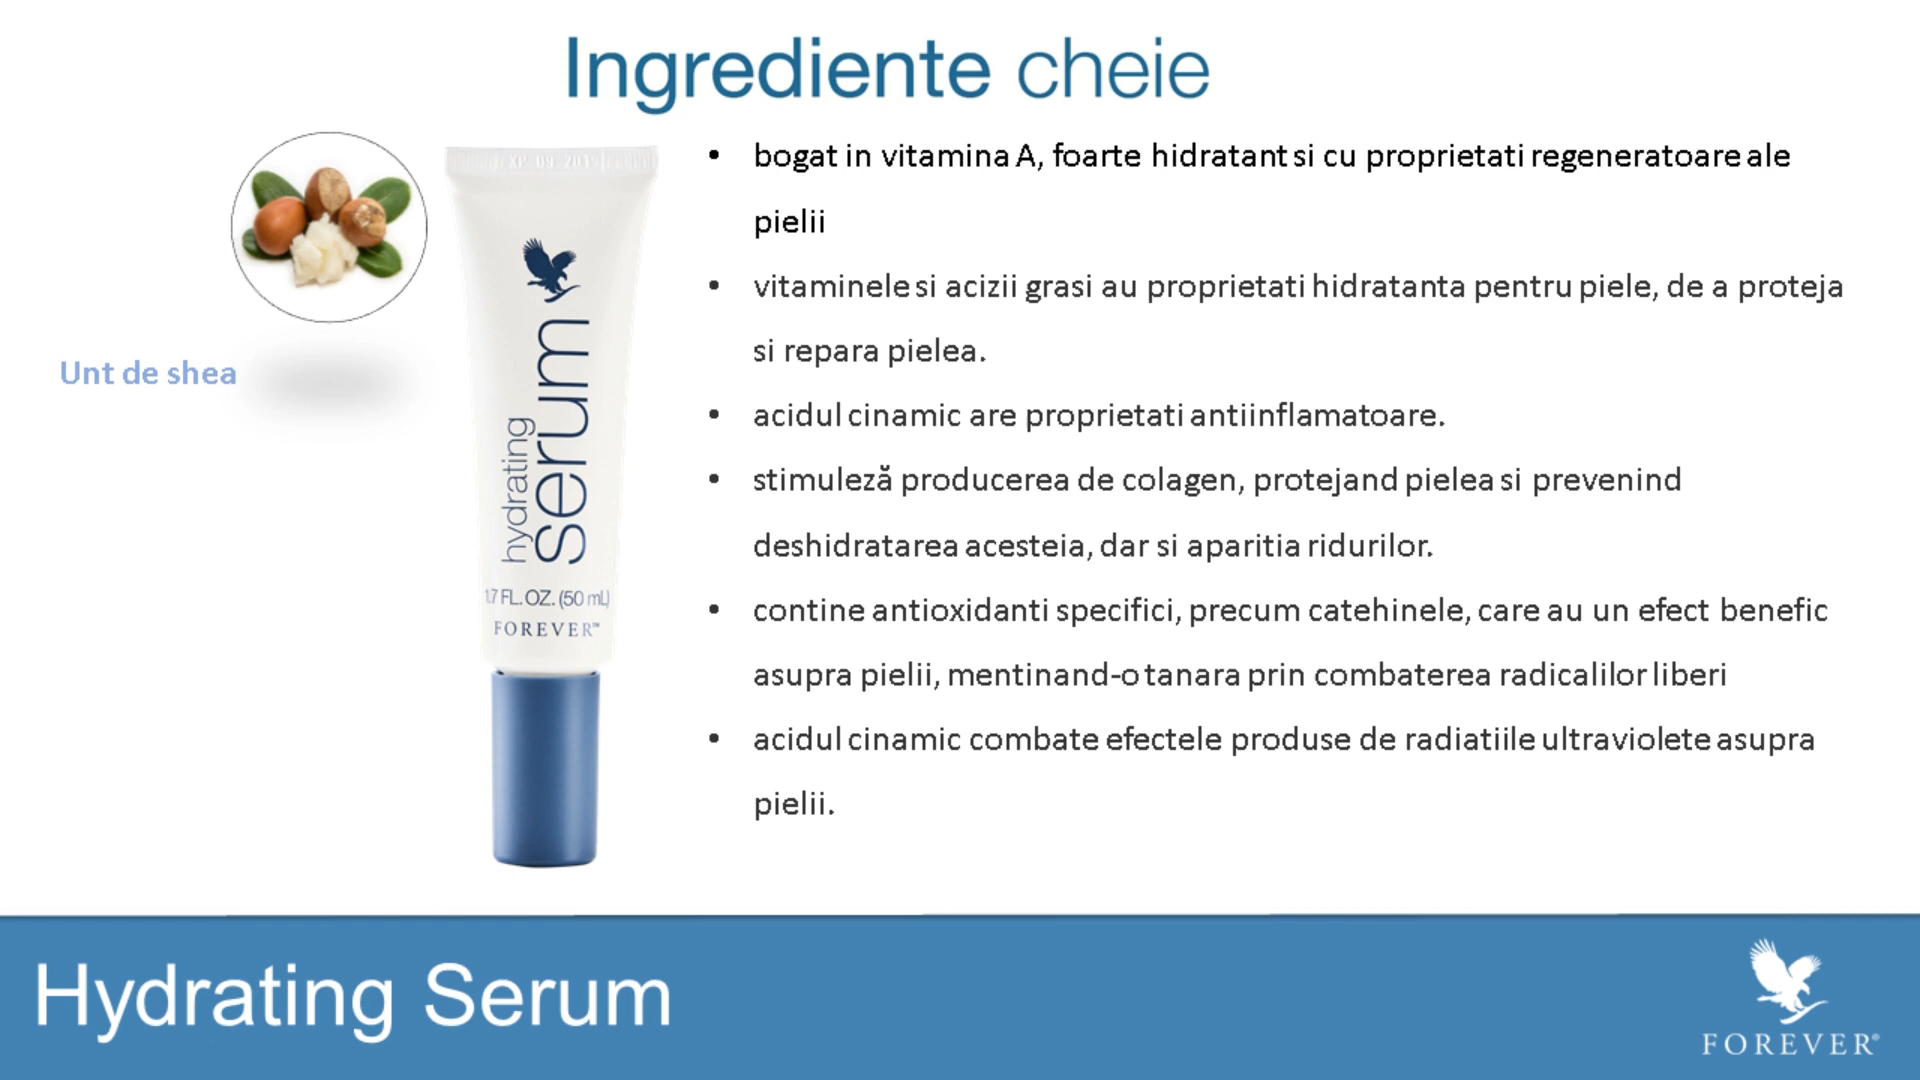 Ingrediente cheie
• bogat in vitamina A, foarte hidratant si cu proprietati regeneratoare ale
pielii
• vitaminele si acizii grasi au proprietati hidratanta pentru piele, de a proteja
si repara pielea.
• acidul cinamic are proprietati antiinflamatoare.
• stimuleză producerea de colagen, protejand pielea si prevenind
deshidratarea acesteia, dar si aparitia ridurilor.
• contine antioxidanti specifici, precum catehinele, care au un efect benefic
asupra pielii, mentinand-o tanara prin combaterea radicalilor liberi
• acidul cinamic combate efectele produse de radiatiile ultraviolete asupra
pielii.
Unt de shea
hydrating
serum
1.7 FL. OZ. (50 mL)
FOREVER™
Hydrating Serum
FOREVER®